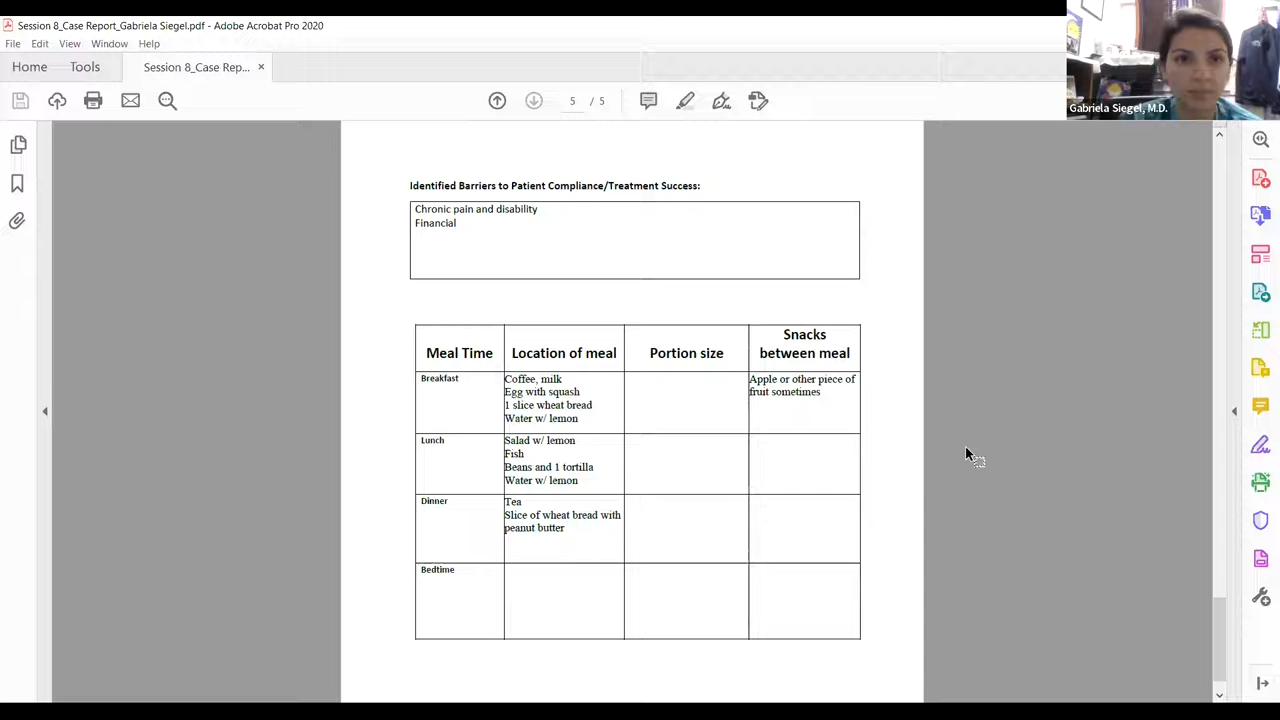 Session 8_Case Report_Gabriela Siegel.pdf - Adobe Acrobat Pro 2020
File Edit View Window Help
Home Tools Session 8_Case Rep... ×
5 / 5
Gabriela Siegel, M.D.
Identified Barriers to Patient Compliance/Treatment Success:
Chronic pain and disability
Financial
Meal Time Location of meal Portion size Snacks between meal
Breakfast
Coffee, milk
Egg with squash
1 slice wheat bread
Water w/ lemon
Apple or other piece of
fruit sometimes
Lunch
Salad w/ lemon
Fish
Beans and 1 tortilla
Water w/ lemon
Dinner
Tea
Slice of wheat bread with
peanut butter
Bedtime